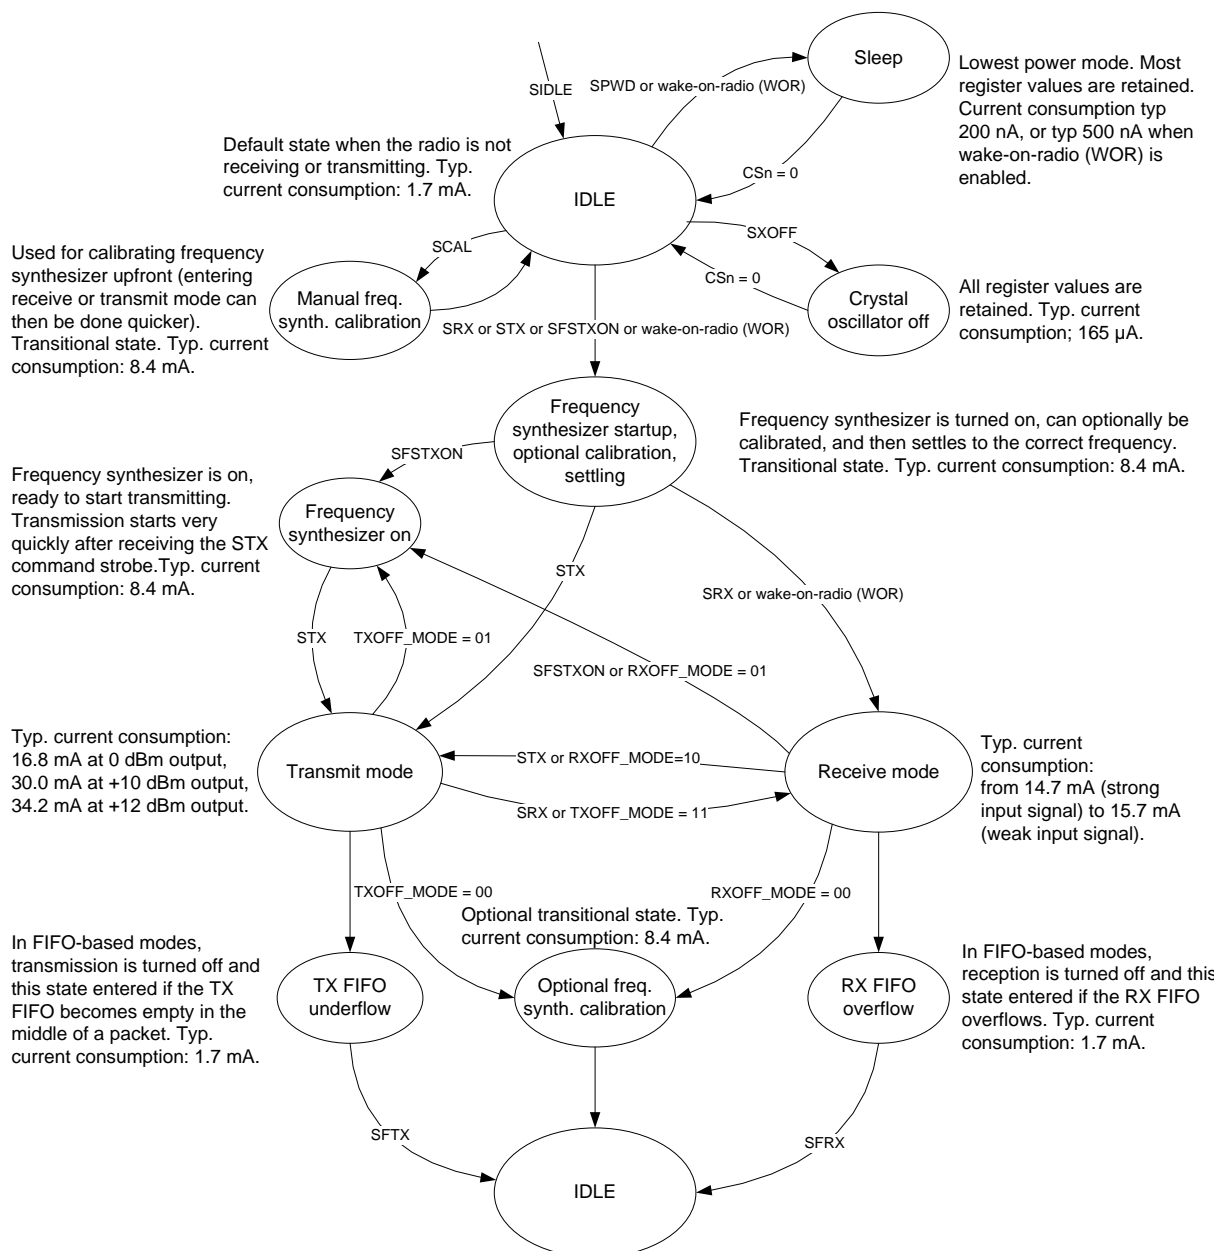 Sleep
Lowest power mode. Most
register values are retained.
Current consumption typ
200 nA, or typ 500 nA when
wake-on-radio (WOR) is
enabled.
SPWD or wake-on-radio (WOR)
SIDLE
CSn = 0
Default state when the radio is not
receiving or transmitting. Typ.
current consumption: 1.7 mA.
IDLE
SXOFF
SCAL
CSn = 0
Used for calibrating frequency
synthesizer upfront (entering
receive or transmit mode can
then be done quicker).
Transitional state. Typ. current
consumption: 8.4 mA.
Manual freq.
synth. calibration
Crystal
oscillator off
All register values are
retained. Typ. current
consumption; 165 µA.
SRX or STX or SFSTXON or wake-on-radio (WOR)
Frequency
synthesizer startup,
optional calibration,
settling
Frequency synthesizer is turned on, can optionally be
calibrated, and then settles to the correct frequency.
Transitional state. Typ. current consumption: 8.4 mA.
SFSTXON
Frequency synthesizer is on,
ready to start transmitting.
Transmission starts very
quickly after receiving the STX
command strobe.Typ. current
consumption: 8.4 mA.
Frequency
synthesizer on
STX
SRX or wake-on-radio (WOR)
STX
TXOFF_MODE = 01
SFSTXON or RXOFF_MODE = 01
Typ. current consumption:
16.8 mA at 0 dBm output,
30.0 mA at +10 dBm output,
34.2 mA at +12 dBm output.
Transmit mode
STX or RXOFF_MODE=10
SRX or TXOFF_MODE = 11
Receive mode
Typ. current
consumption:
from 14.7 mA (strong
input signal) to 15.7 mA
(weak input signal).
TXOFF_MODE = 00
RXOFF_MODE = 00
Optional transitional state. Typ.
current consumption: 8.4 mA.
In FIFO-based modes,
transmission is turned off and
this state entered if the TX
FIFO becomes empty in the
middle of a packet. Typ.
current consumption: 1.7 mA.
TX FIFO
underflow
Optional freq.
synth. calibration
RX FIFO
overflow
In FIFO-based modes,
reception is turned off and this
state entered if the RX FIFO
overflows. Typ. current
consumption: 1.7 mA.
SFTX
SFRX
IDLE